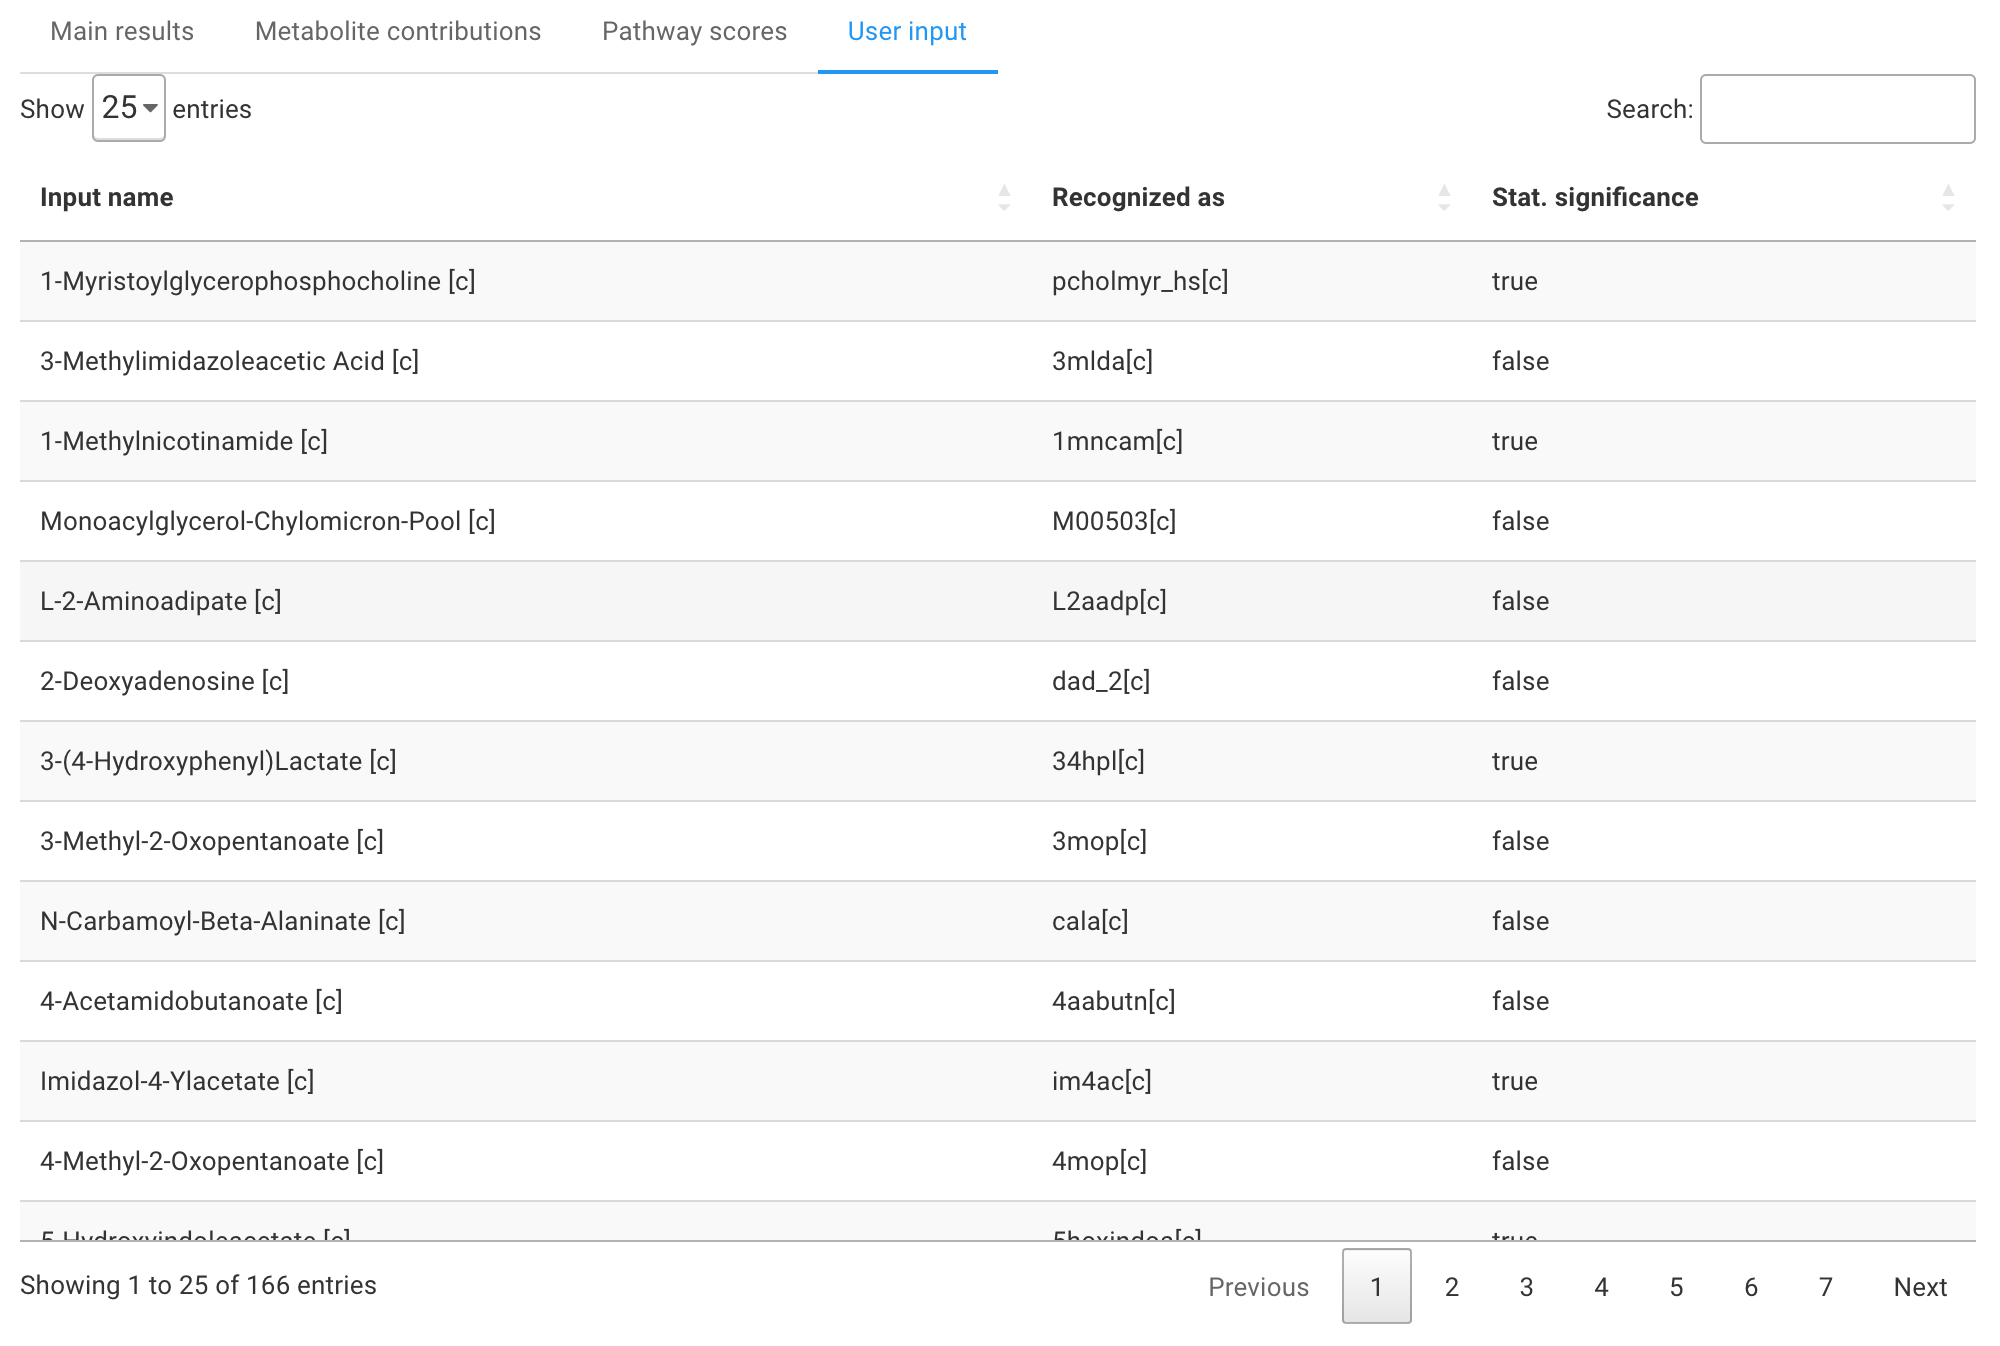 Main results Metabolite contributions Pathway scores User input
Show 25 entries Search:
Input name Recognized as Stat. significance
1-Myristoylglycerophosphocholine [c] pcholmyr_hs[c] true
3-Methylimidazoleacetic Acid [c] 3mlda[c] false
1-Methylnicotinamide [c] 1mncam[c] true
Monoacylglycerol-Chylomicron-Pool [c] M00503[c] false
L-2-Aminoadipate [c] L2aadp[c] false
2-Deoxyadenosine [c] dad_2[c] false
3-(4-Hydroxyphenyl)Lactate [c] 34hpl[c] true
3-Methyl-2-Oxopentanoate [c] 3mop[c] false
N-Carbamoyl-Beta-Alaninate [c] cala[c] false
4-Acetamidobutanoate [c] 4aabutn[c] false
Imidazol-4-Ylacetate [c] im4ac[c] true
4-Methyl-2-Oxopentanoate [c] 4mop[c] false
5-Hydroxyindoleacetate [c] 5hoxindoa[c] true
Showing 1 to 25 of 166 entries Previous 1 2 3 4 5 6 7 Next